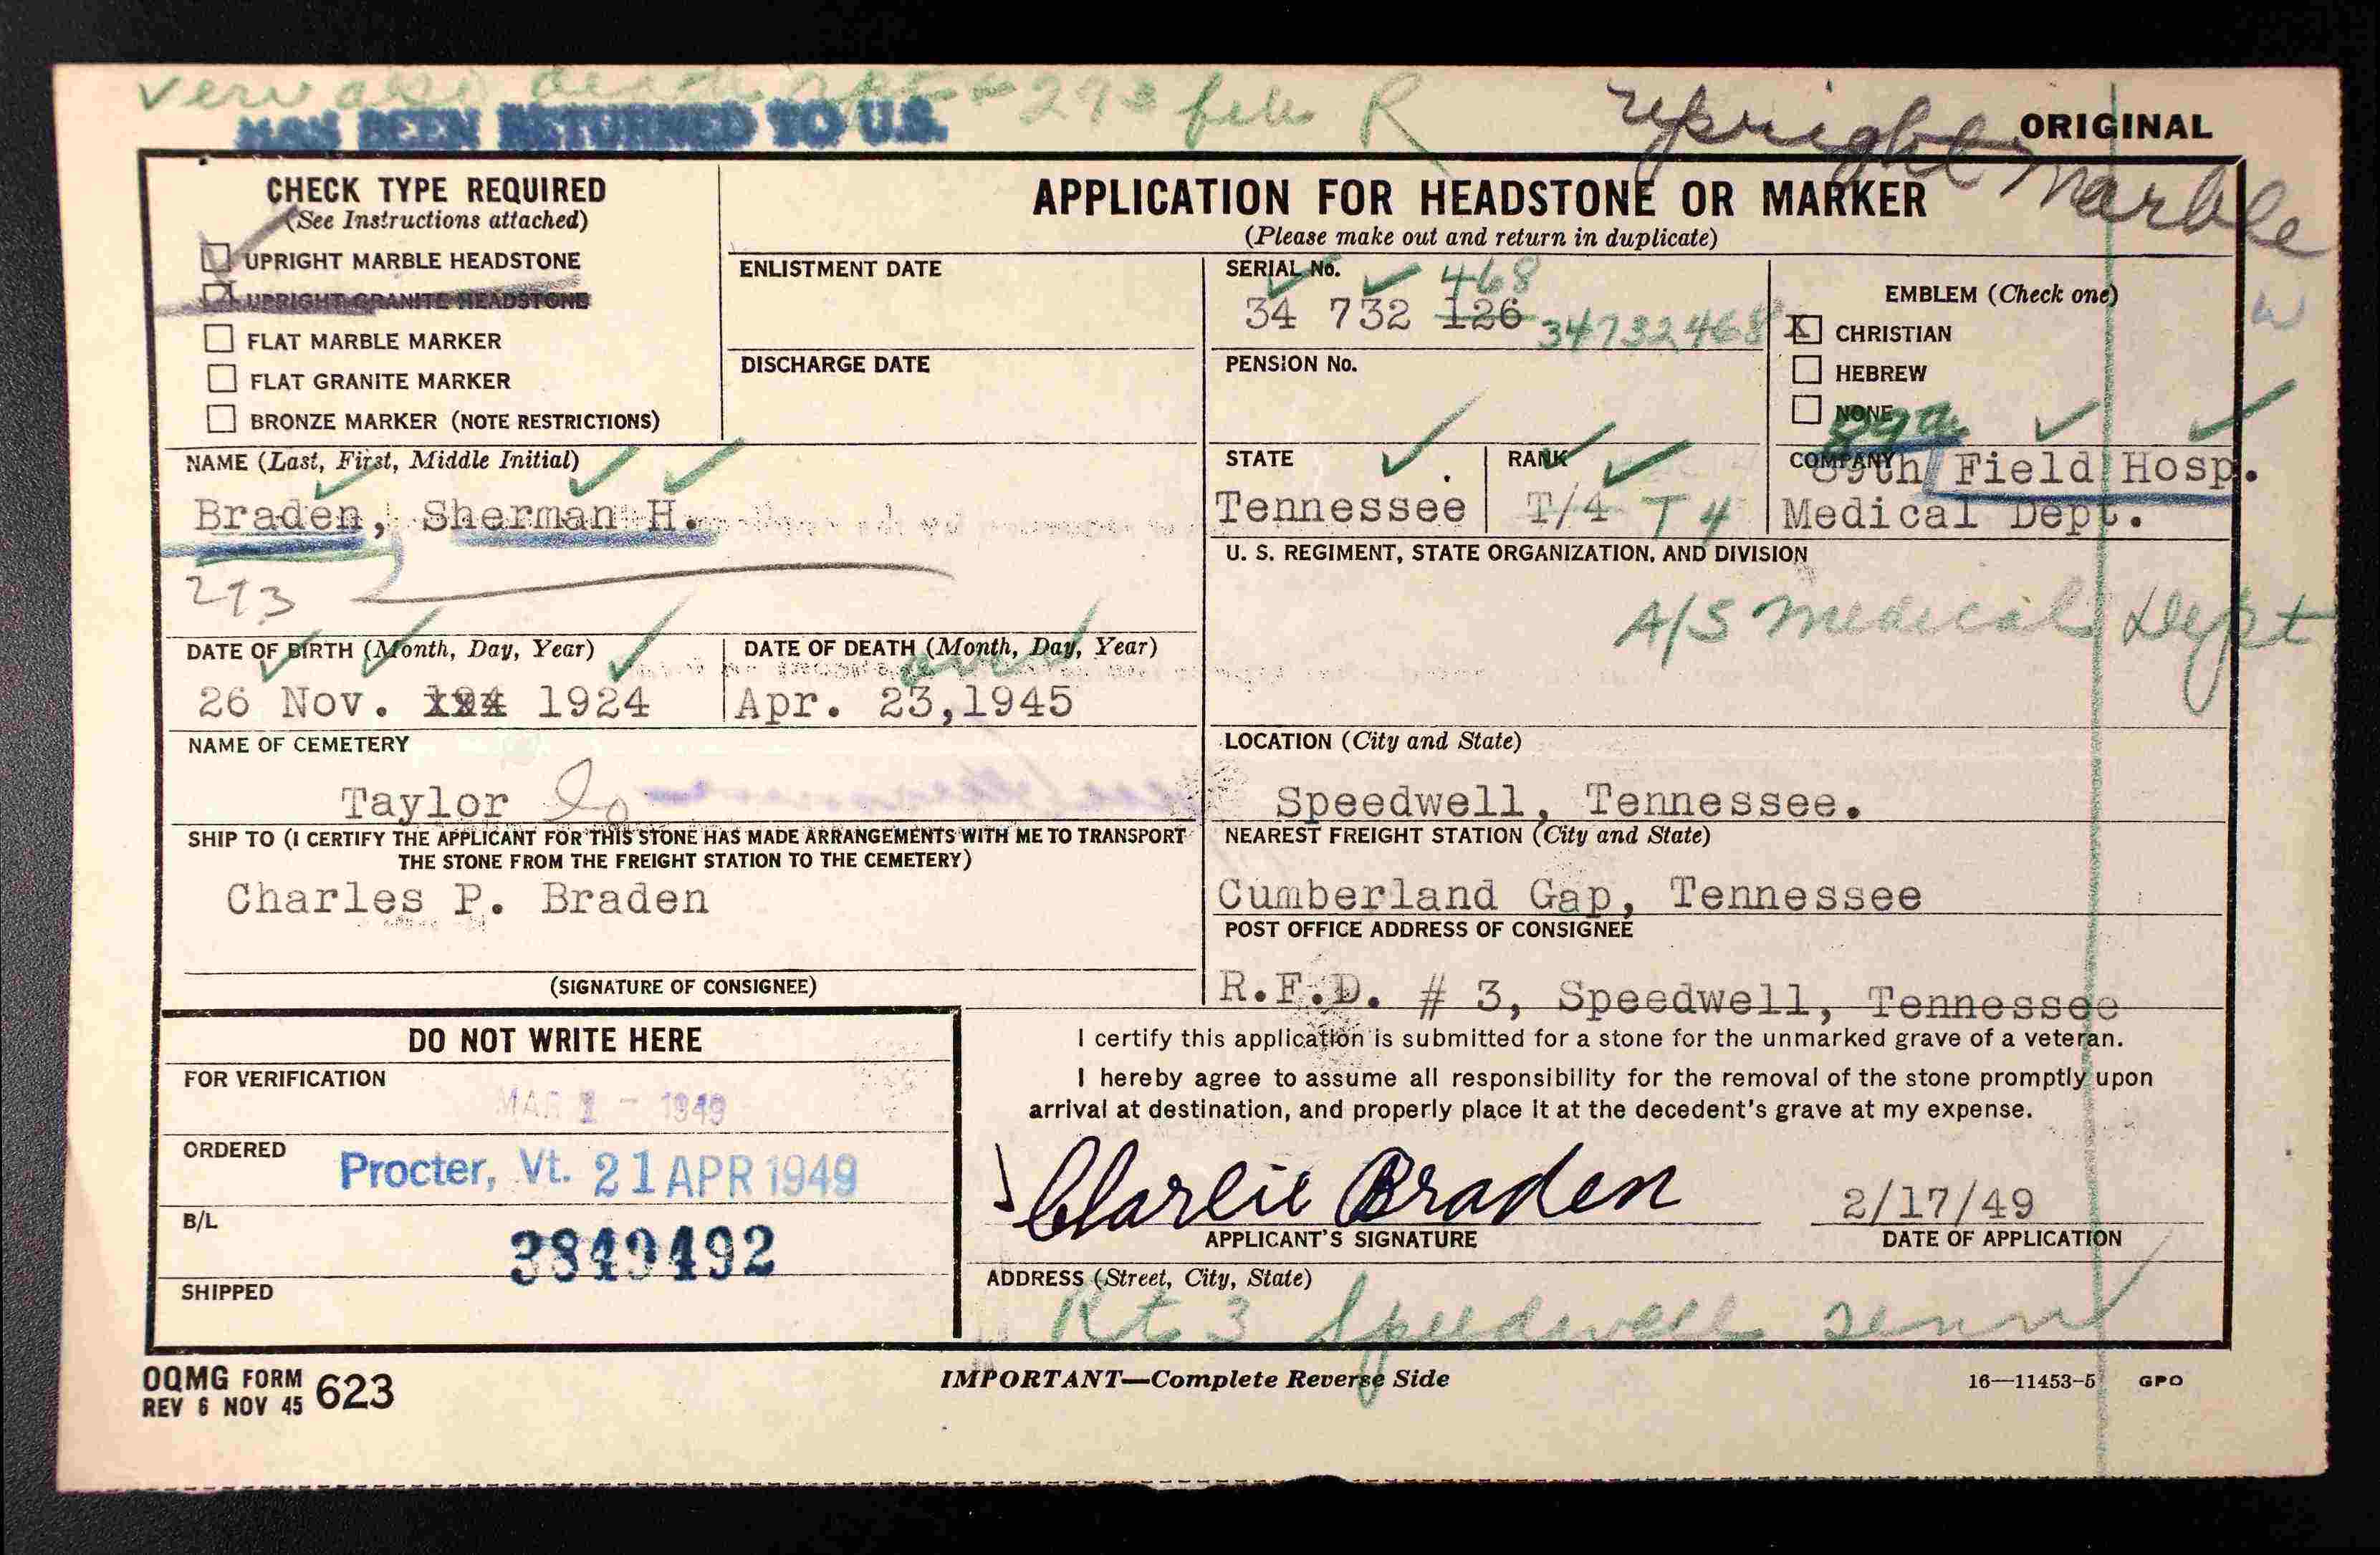 293 file R
HAS BEEN RETURNED TO U.S.
upright marble
ORIGINAL
CHECK TYPE REQUIRED
(See Instructions attached)
UPRIGHT MARBLE HEADSTONE
UPRIGHT GRANITE HEADSTONE
FLAT MARBLE MARKER
FLAT GRANITE MARKER
BRONZE MARKER (NOTE RESTRICTIONS)
APPLICATION FOR HEADSTONE OR MARKER
(Please make out and return in duplicate)
ENLISTMENT DATE
DISCHARGE DATE
SERIAL No.
468
34 732 126 34732468
PENSION No.
EMBLEM (Check one)
X CHRISTIAN
HEBREW
NONE
W
NAME (Last, First, Middle Initial)
Braden, Sherman H.
293
STATE
Tennessee
RANK
T/4 T 4
COMPANY
Field Hosp.
Medical Dept.
U. S. REGIMENT, STATE ORGANIZATION, AND DIVISION
A/S Medical Dept
DATE OF BIRTH (Month, Day, Year)
26 Nov. 1924
DATE OF DEATH (Month, Day, Year)
Apr. 23,1945
NAME OF CEMETERY
Taylor
LOCATION (City and State)
Speedwell, Tennessee.
SHIP TO (I CERTIFY THE APPLICANT FOR THIS STONE HAS MADE ARRANGEMENTS WITH ME TO TRANSPORT
THE STONE FROM THE FREIGHT STATION TO THE CEMETERY)
Charles P. Braden
(SIGNATURE OF CONSIGNEE)
NEAREST FREIGHT STATION (City and State)
Cumberland Gap, Tennessee
POST OFFICE ADDRESS OF CONSIGNEE
R.F.D. # 3, Speedwell, Tennessee
DO NOT WRITE HERE
FOR VERIFICATION
MAR 1 - 1949
ORDERED
Procter, Vt. 21 APR 1949
B/L
3849492
SHIPPED
I certify this application is submitted for a stone for the unmarked grave of a veteran.
I hereby agree to assume all responsibility for the removal of the stone promptly upon
arrival at destination, and properly place it at the decedent's grave at my expense.
Charlie Braden
2/17/49
APPLICANT'S SIGNATURE
DATE OF APPLICATION
ADDRESS (Street, City, State)
Rt 3 Speedwell Tenn
OQMG FORM 623
REV 6 NOV 45
IMPORTANT—Complete Reverse Side
16—11453-5 GPO